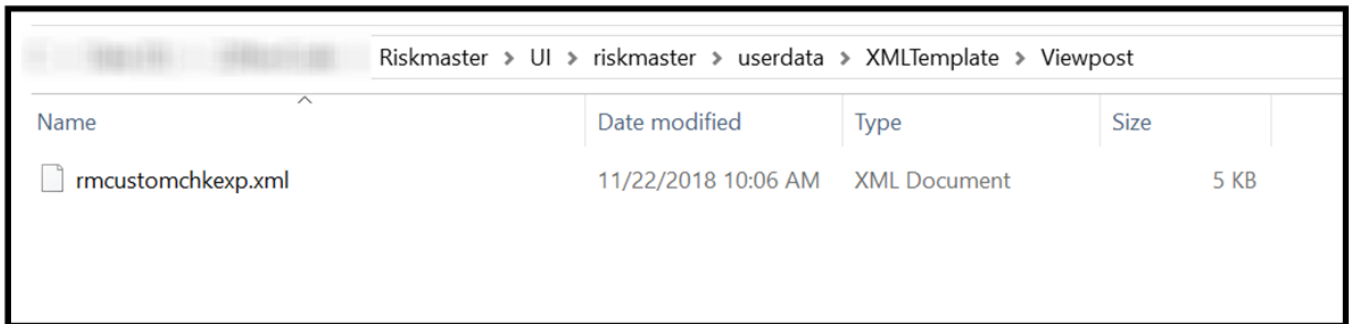 Riskmaster > UI > riskmaster > userdata > XMLTemplate > Viewpost
Name Date modified Type Size
rmcustomchkexp.xml 11/22/2018 10:06 AM XML Document 5 KB